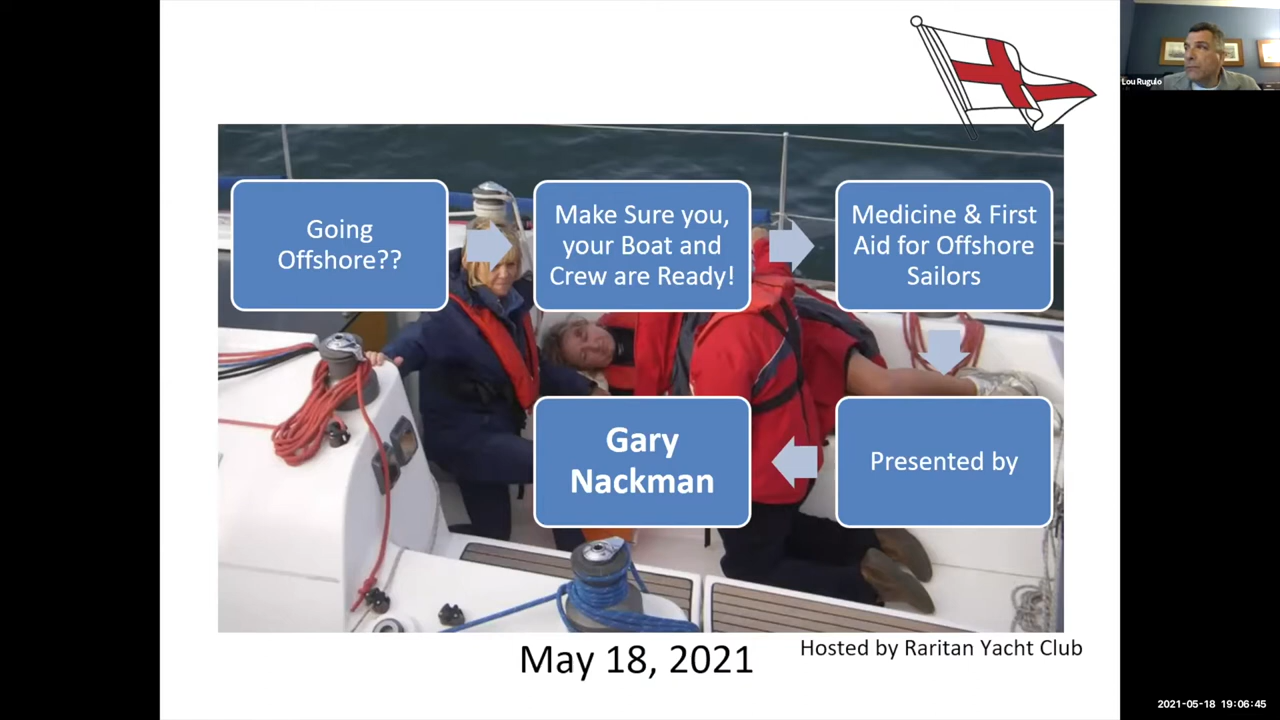 Lou Rugulo
Going
Offshore??
Make Sure you,
your Boat and
Crew are Ready!
Medicine & First
Aid for Offshore
Sailors
Presented by
Gary
Nackman
May 18, 2021
Hosted by Raritan Yacht Club
2021-05-18 19:06:45